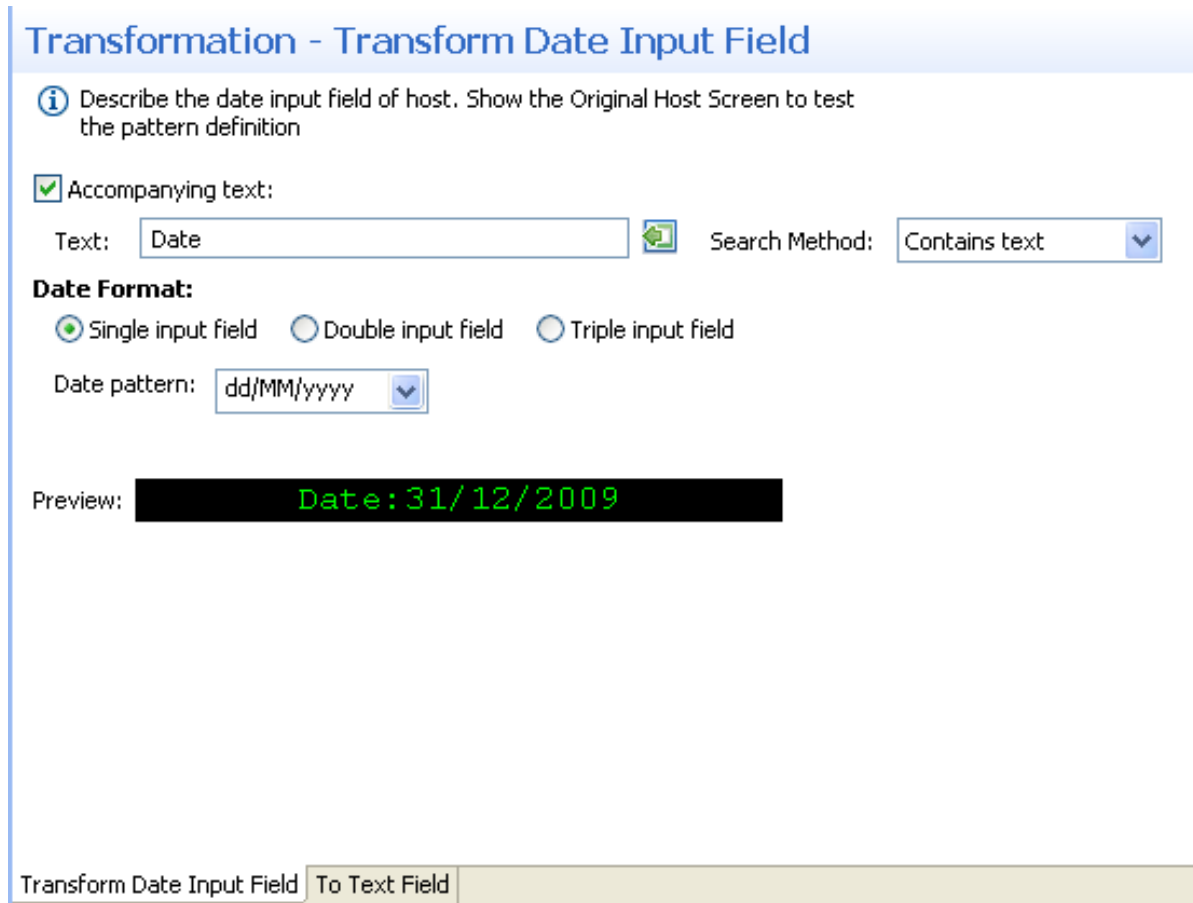 Transformation - Transform Date Input Field
Describe the date input field of host. Show the Original Host Screen to test
the pattern definition
Accompanying text:
Text: Date Search Method: Contains text
Date Format:
Single input field Double input field Triple input field
Date pattern: dd/MM/yyyy
Preview: Date:31/12/2009
Transform Date Input Field To Text Field